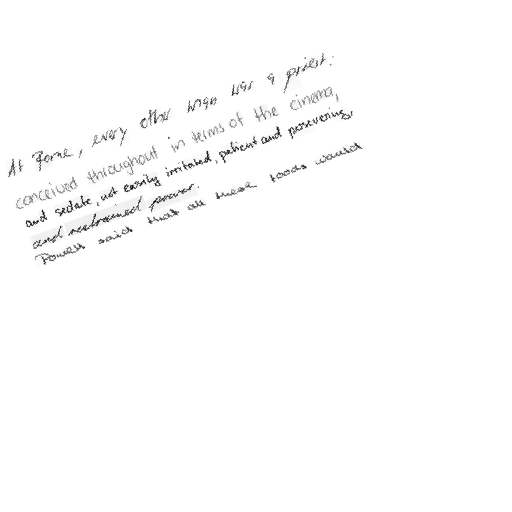 At Rome, every other man was a priest.
conceived throughout in terms of the cinema,
and sedate, not easily irritated, patient and persevering,
and restrained power.
Powell said that all these foods would